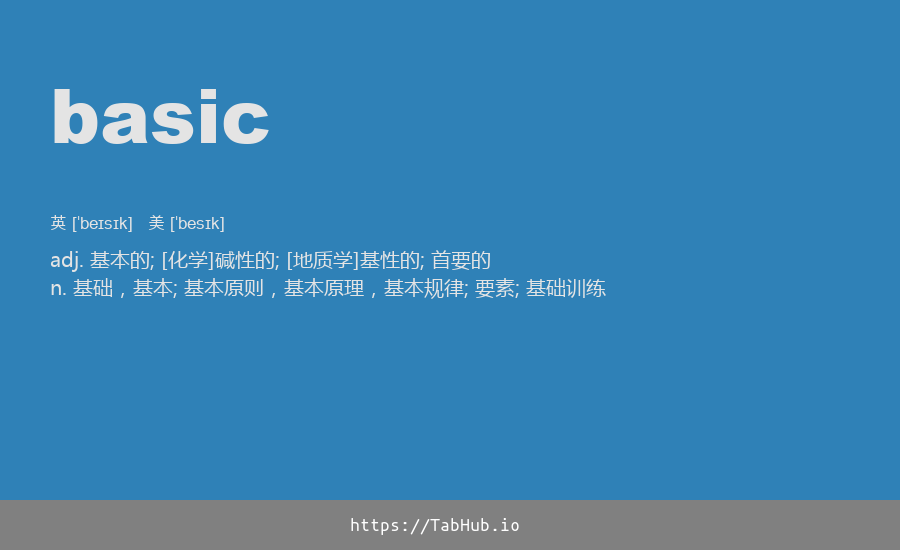 basic
英 ['beɪsɪk] 美 ['besɪk]
adj. 基本的; [化学]碱性的; [地质学]基性的; 首要的
n. 基础，基本; 基本原则，基本原理，基本规律; 要素; 基础训练
https://TabHub.io